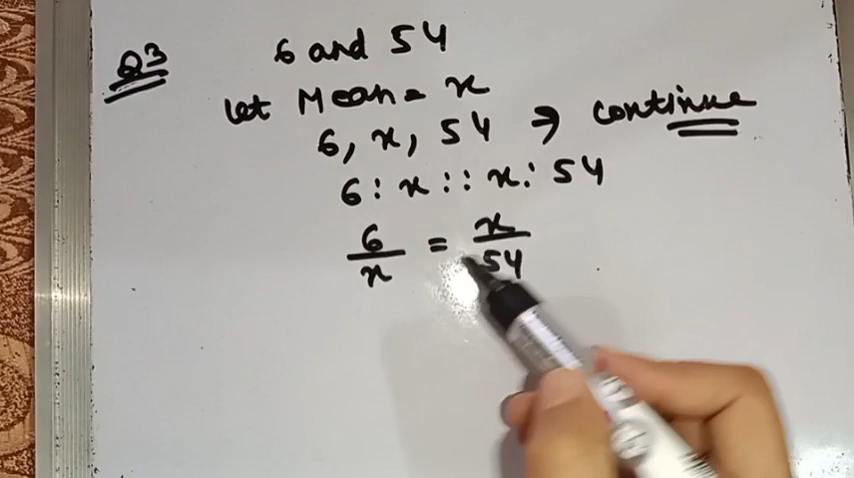 Q3 6 and 54
Let Mean = x
6, x, 54 → continue
6 : x :: x : 54
6/x = x/54